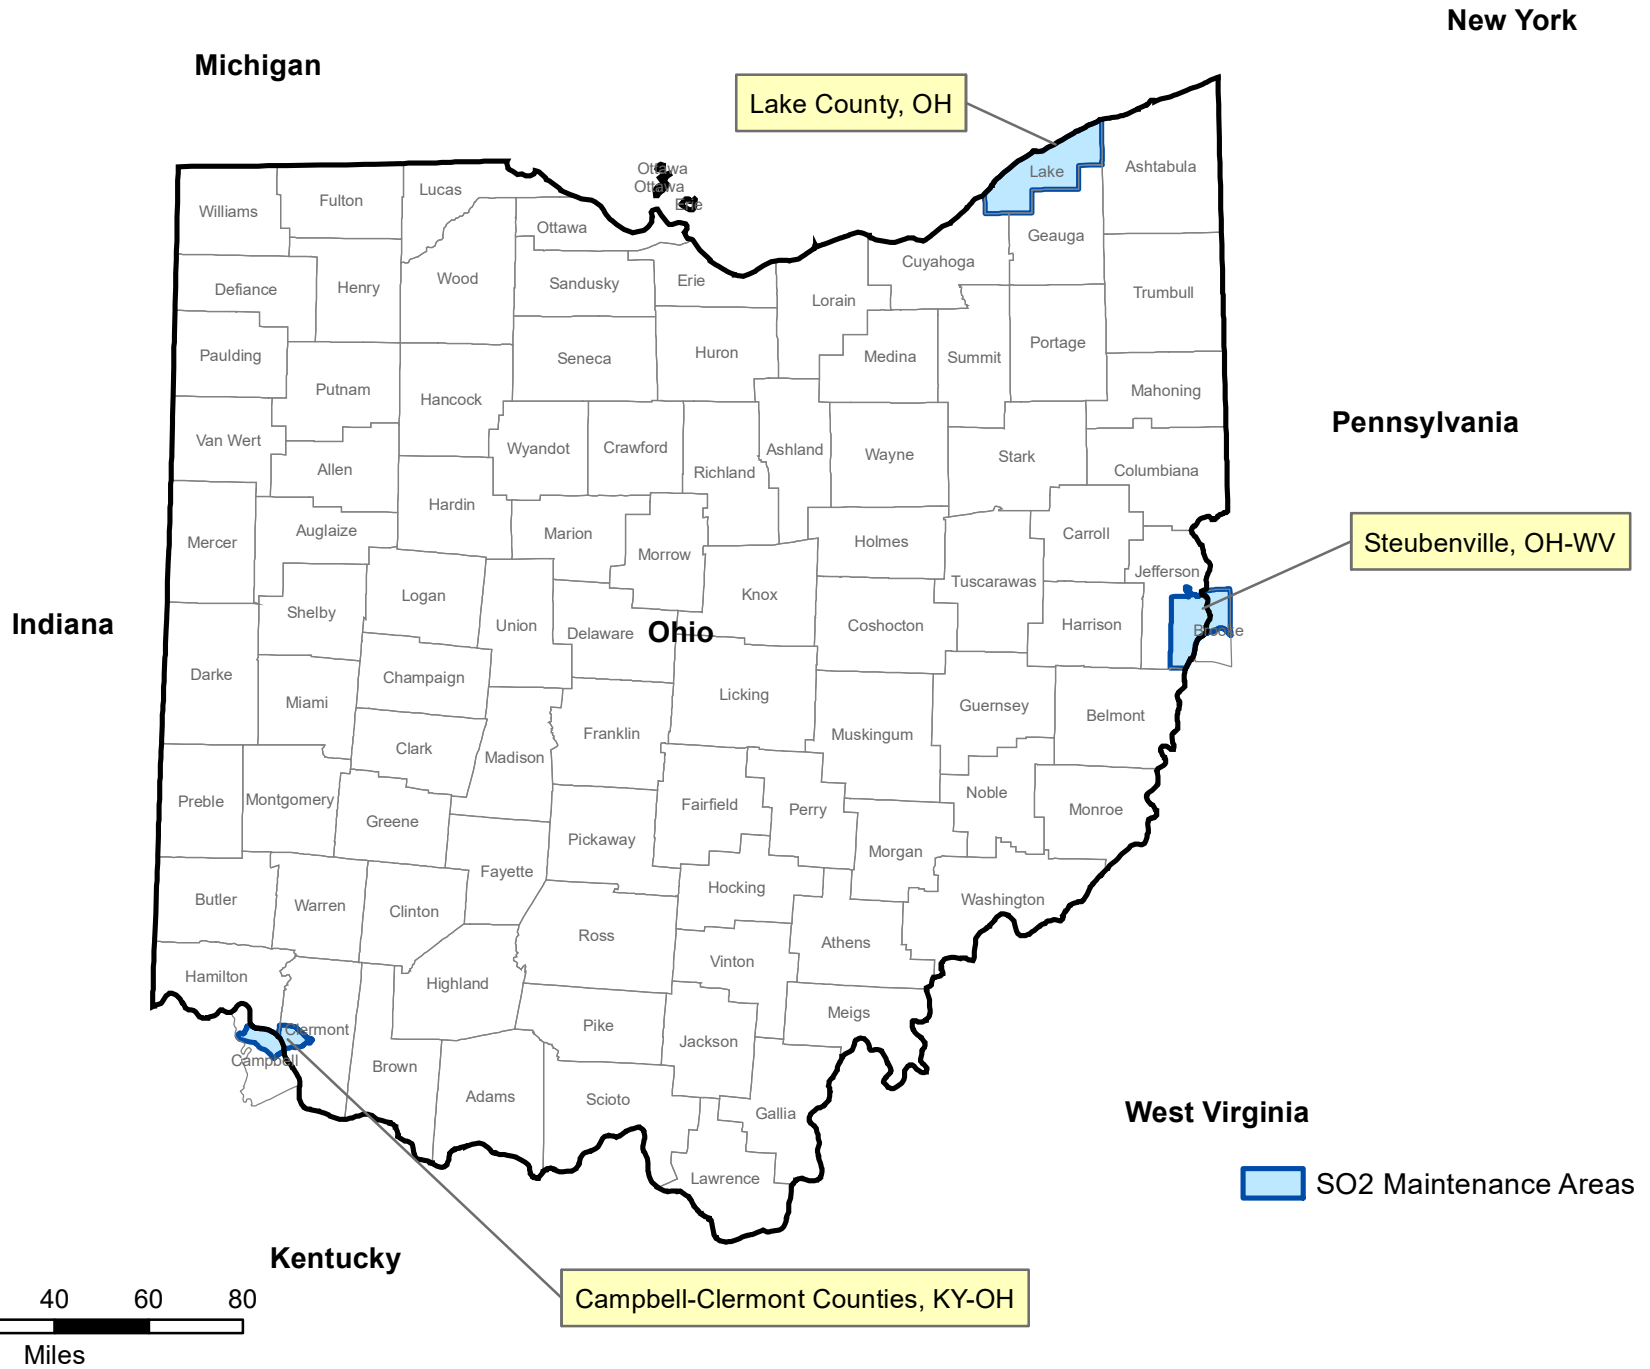 New York
Michigan
Lake County, OH
Ottawa
Ottawa
Erie
Lake
Ashtabula
Lucas
Fulton
Williams
Ottawa
Geauga
Cuyahoga
Wood
Erie
Sandusky
Henry
Defiance
Trumbull
Lorain
Portage
Huron
Paulding
Medina
Summit
Seneca
Putnam
Mahoning
Hancock
Pennsylvania
Van Wert
Wyandot
Crawford
Ashland
Wayne
Stark
Allen
Richland
Columbiana
Hardin
Auglaize
Marion
Carroll
Mercer
Holmes
Steubenville, OH-WV
Morrow
Jefferson
Tuscarawas
Logan
Knox
Shelby
Indiana
Union
Delaware
Ohio
Coshocton
Harrison
Brooke
Darke
Champaign
Licking
Miami
Guernsey
Belmont
Franklin
Muskingum
Clark
Madison
Noble
Preble
Montgomery
Fairfield
Perry
Monroe
Greene
Pickaway
Morgan
Fayette
Hocking
Butler
Warren
Clinton
Washington
Ross
Athens
Vinton
Hamilton
Highland
Meigs
Clermont
Pike
Jackson
Campbell
Brown
Adams
Scioto
Gallia
West Virginia
Lawrence
SO2 Maintenance Areas
Kentucky
Campbell-Clermont Counties, KY-OH
40 60 80
Miles